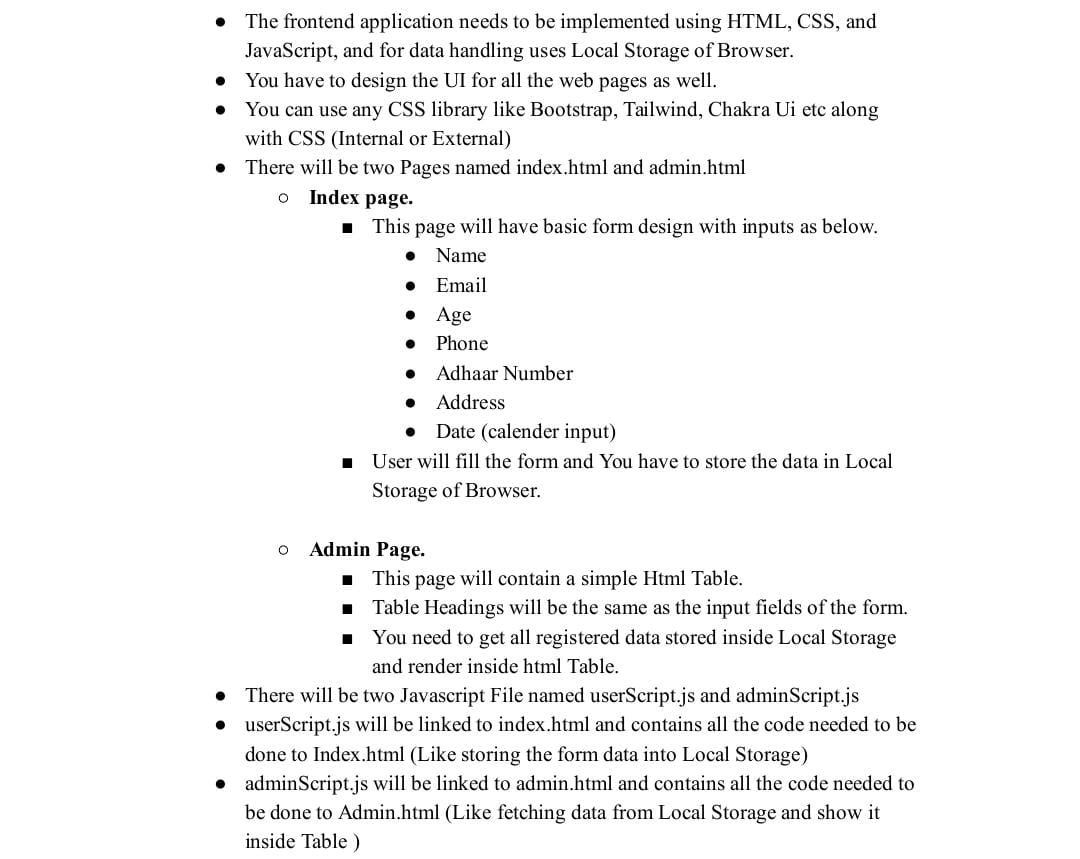 ● The frontend application needs to be implemented using HTML, CSS, and
JavaScript, and for data handling uses Local Storage of Browser.
● You have to design the UI for all the web pages as well.
● You can use any CSS library like Bootstrap, Tailwind, Chakra Ui etc along
with CSS (Internal or External)
● There will be two Pages named index.html and admin.html
○ Index page.
■ This page will have basic form design with inputs as below.
● Name
● Email
● Age
● Phone
● Adhaar Number
● Address
● Date (calender input)
■ User will fill the form and You have to store the data in Local
Storage of Browser.
○ Admin Page.
■ This page will contain a simple Html Table.
■ Table Headings will be the same as the input fields of the form.
■ You need to get all registered data stored inside Local Storage
and render inside html Table.
● There will be two Javascript File named userScript.js and adminScript.js
● userScript.js will be linked to index.html and contains all the code needed to be
done to Index.html (Like storing the form data into Local Storage)
● adminScript.js will be linked to admin.html and contains all the code needed to
be done to Admin.html (Like fetching data from Local Storage and show it
inside Table )